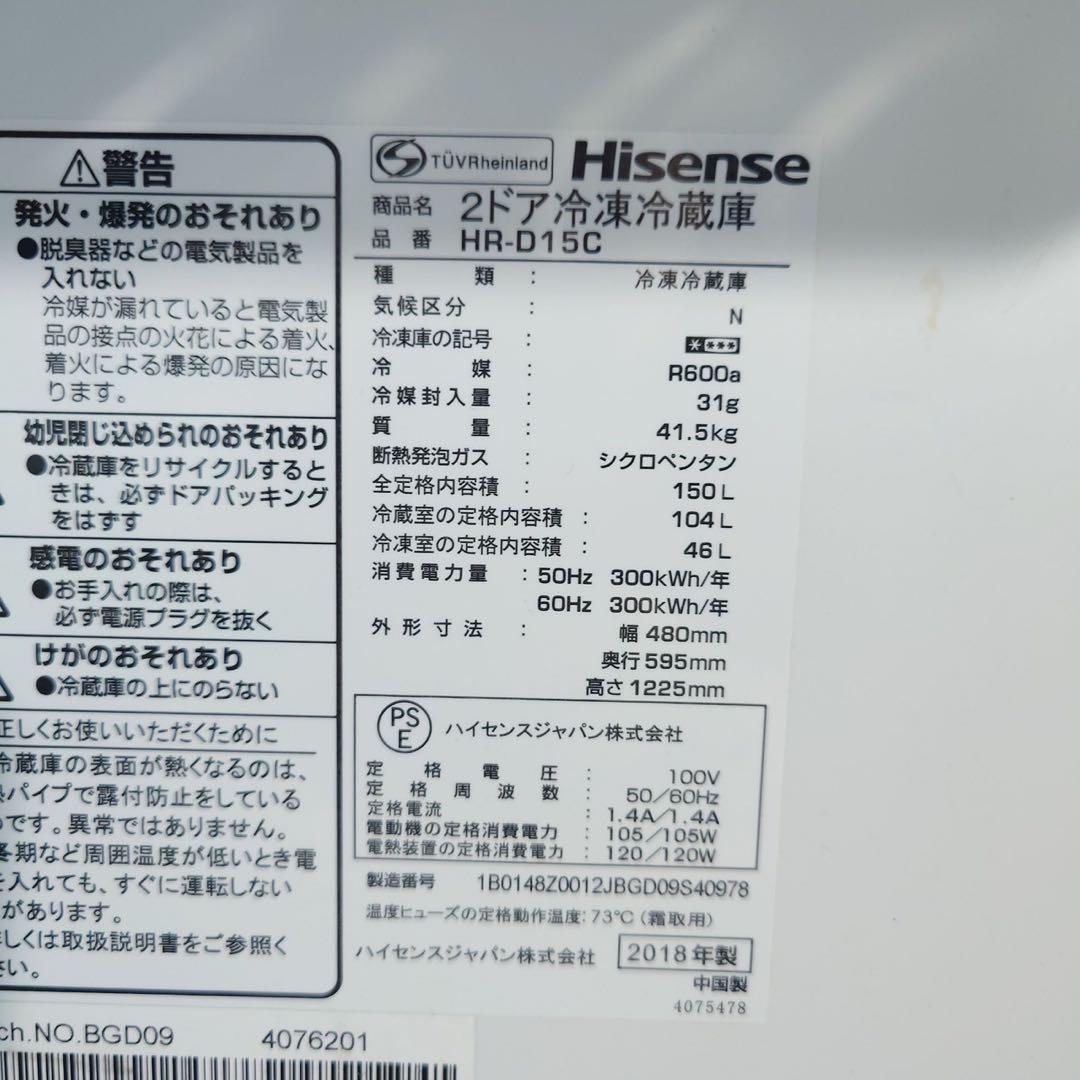 警告
発火・爆発のおそれあり
●脱臭器などの電気製品を
入れない
冷媒が漏れていると電気製
品の接点の火花による着火、
着火による爆発の原因にな
ります。
幼児閉じ込められのおそれあり
●冷蔵庫をリサイクルすると
きは、必ずドアパッキング
をはずす
感電のおそれあり
●お手入れの際は、
必ず電源プラグを抜く
けがのおそれあり
●冷蔵庫の上にのらない
正しくお使いいただくために
冷蔵庫の表面が熱くなるのは、
熱パイプで露付防止をしている
です。異常ではありません。
冬期など周囲温度が低いとき電
を入れても、すぐに運転しない
があります。
しくは取扱説明書をご参照く
さい。
TÜVRheinland Hisense
商品名 2ドア冷凍冷蔵庫
品番 HR-D15C
種類 : 冷凍冷蔵庫
気候区分 : N
冷凍庫の記号 : ****
冷媒 : R600a
冷媒封入量 : 31g
質量 : 41.5kg
断熱発泡ガス : シクロペンタン
全定格内容積 : 150L
冷蔵室の定格内容積 : 104L
冷凍室の定格内容積 : 46L
消費電力量 : 50Hz 300kWh/年
60Hz 300kWh/年
外形寸法 : 幅 480mm
奥行 595mm
高さ 1225mm
PSE ハイセンスジャパン株式会社
定格電圧 : 100V
定格周波数 : 50/60Hz
定格電流 : 1.4A/1.4A
電動機の定格消費電力 : 105/105W
電熱装置の定格消費電力 : 120/120W
製造番号 1B0148Z0012JBGD09S40978
温度ヒューズの定格動作温度:73℃(霜取用)
ハイセンスジャパン株式会社 2018年製
中国製
4075478
ch.NO.BGD09 4076201